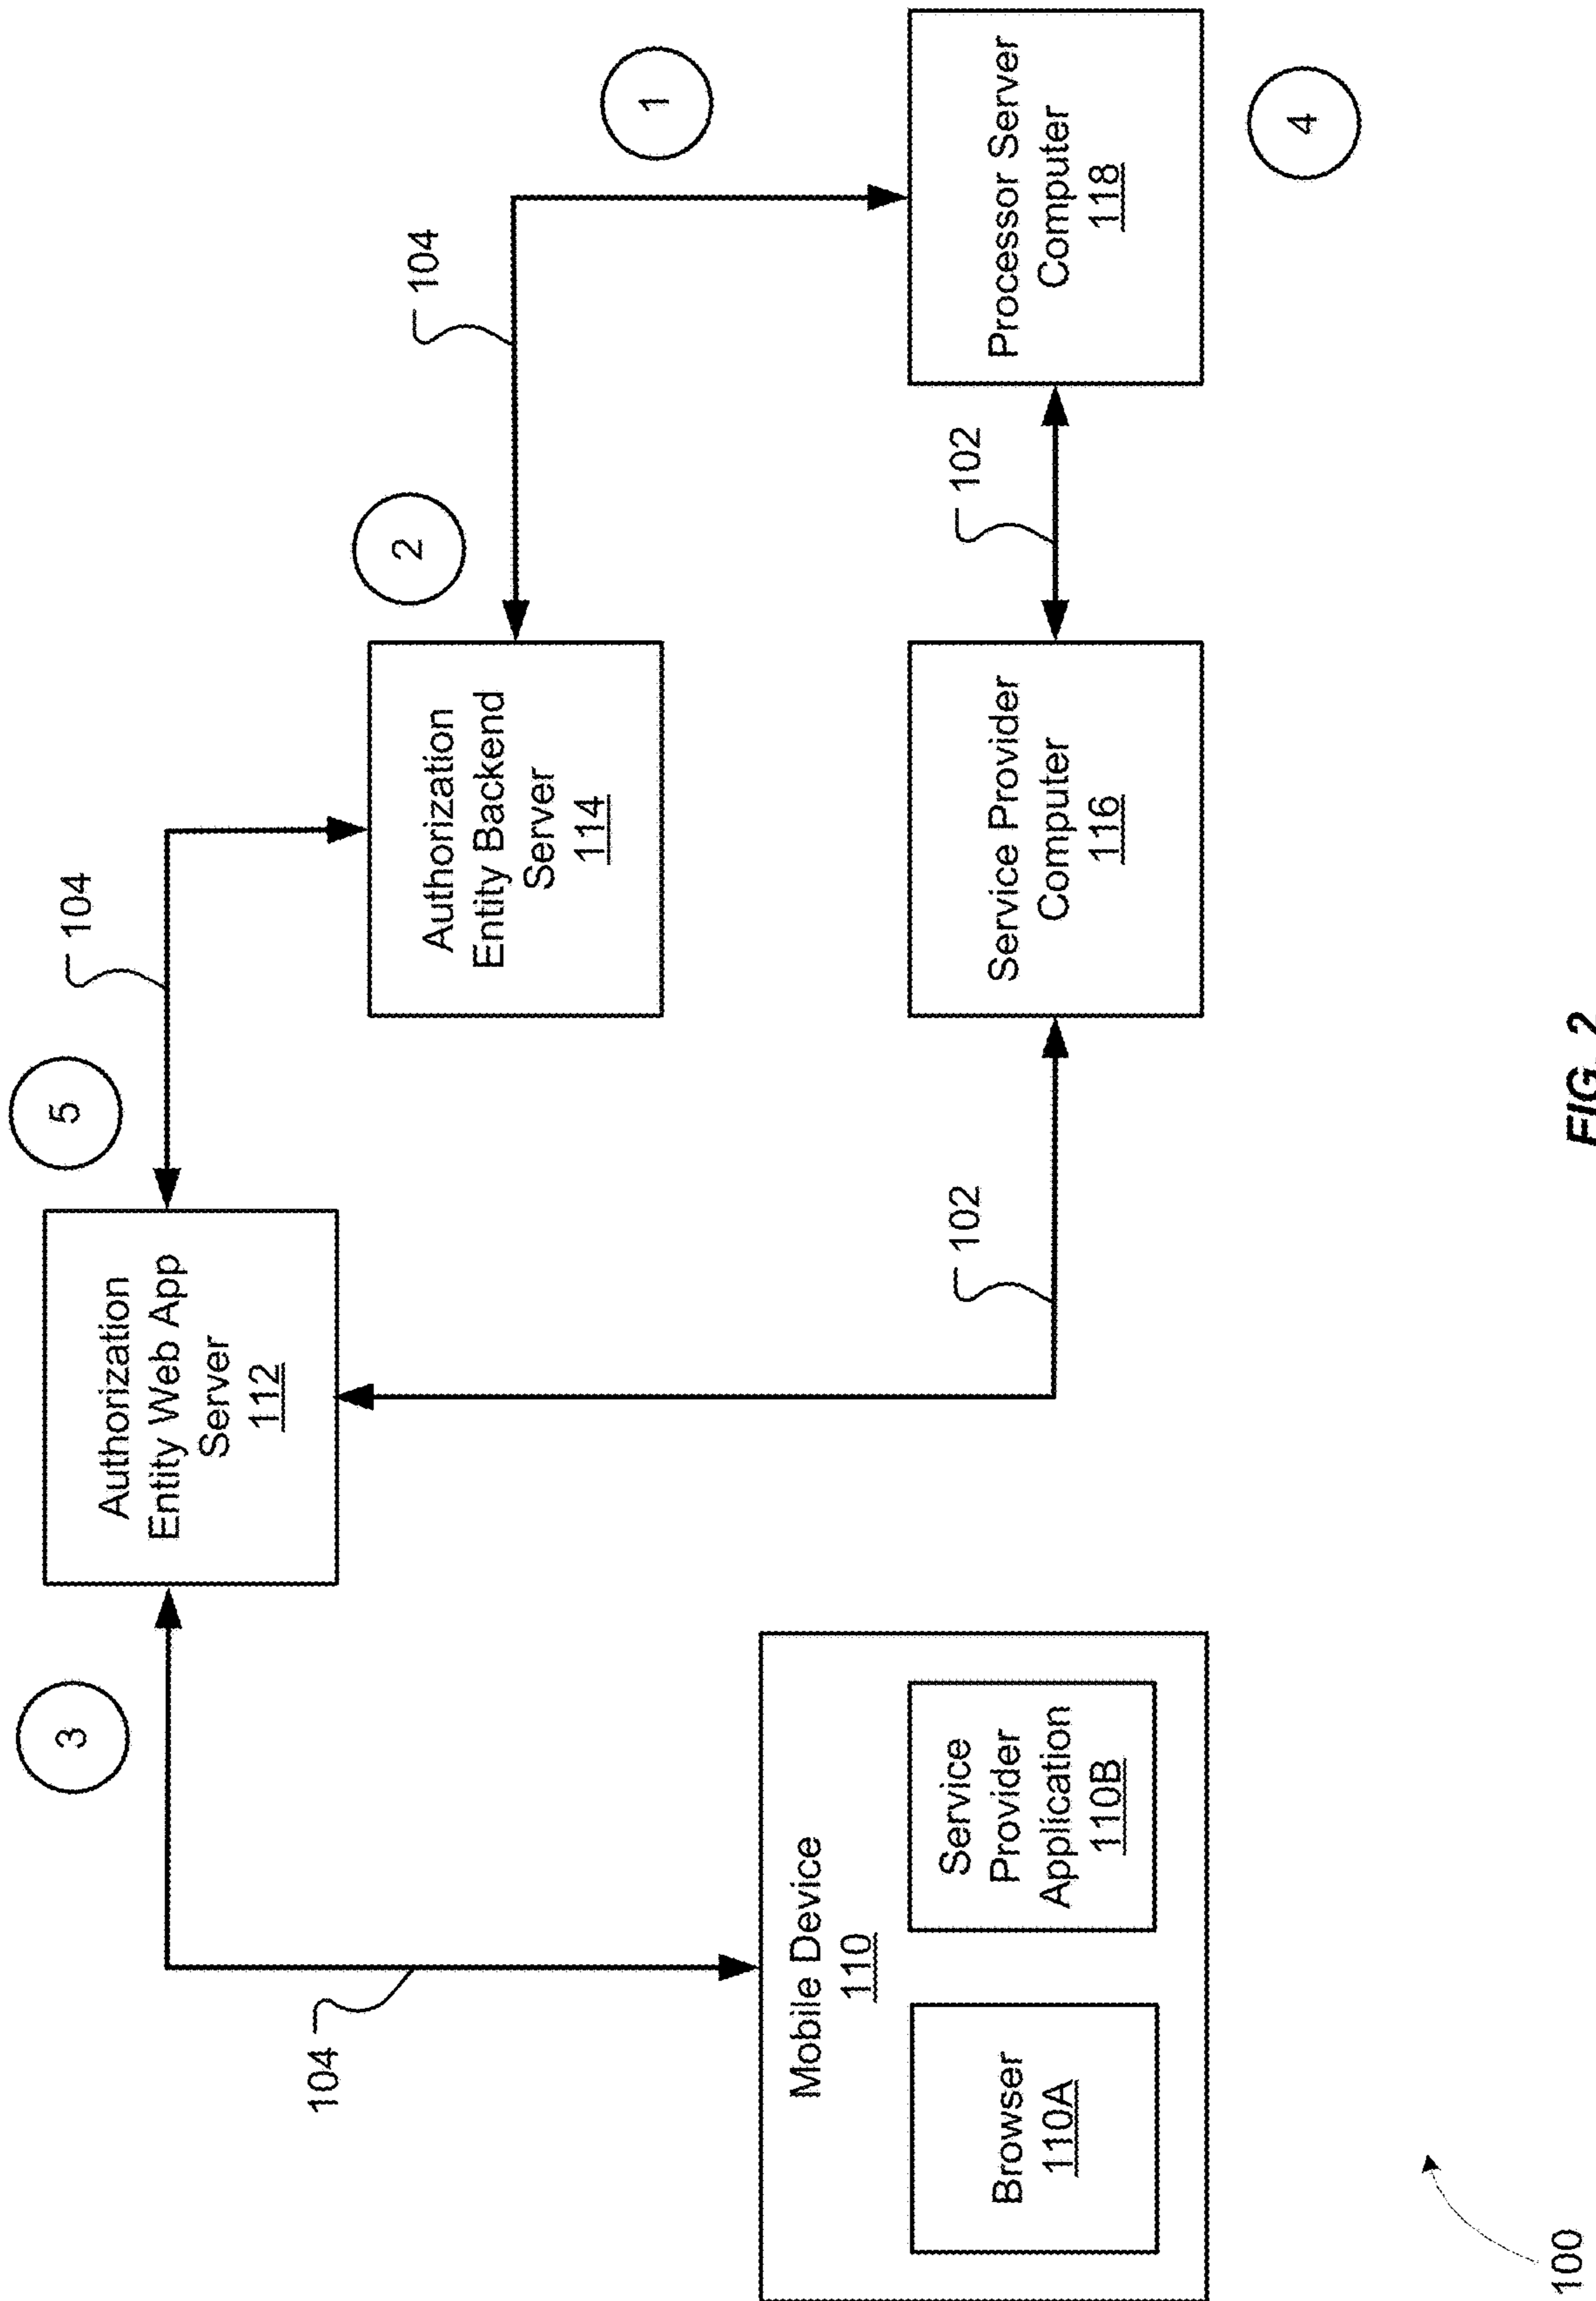 3
5
Authorization
Entity Web App
Server
112
104
2
104
1
104
Authorization
Entity Backend
Server
114
Mobile Device
110
Browser
110A
Service
Provider
Application
110B
102
Service Provider
Computer
116
102
Processor Server
Computer
118
4
100
FIG. 2